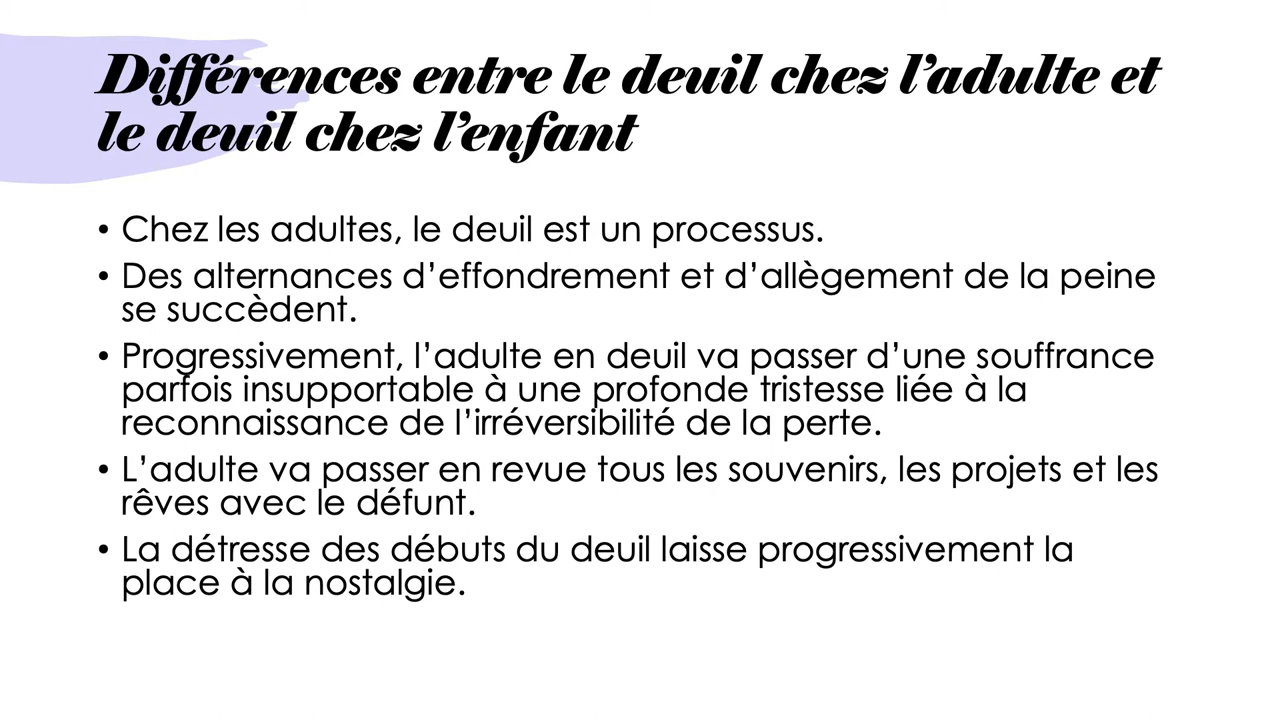 Différences entre le deuil chez l’adulte et
le deuil chez l’enfant
• Chez les adultes, le deuil est un processus.
• Des alternances d’effondrement et d’allègement de la peine
se succèdent.
• Progressivement, l’adulte en deuil va passer d’une souffrance
parfois insupportable à une profonde tristesse liée à la
reconnaissance de l’irréversibilité de la perte.
• L’adulte va passer en revue tous les souvenirs, les projets et les
rêves avec le défunt.
• La détresse des débuts du deuil laisse progressivement la
place à la nostalgie.